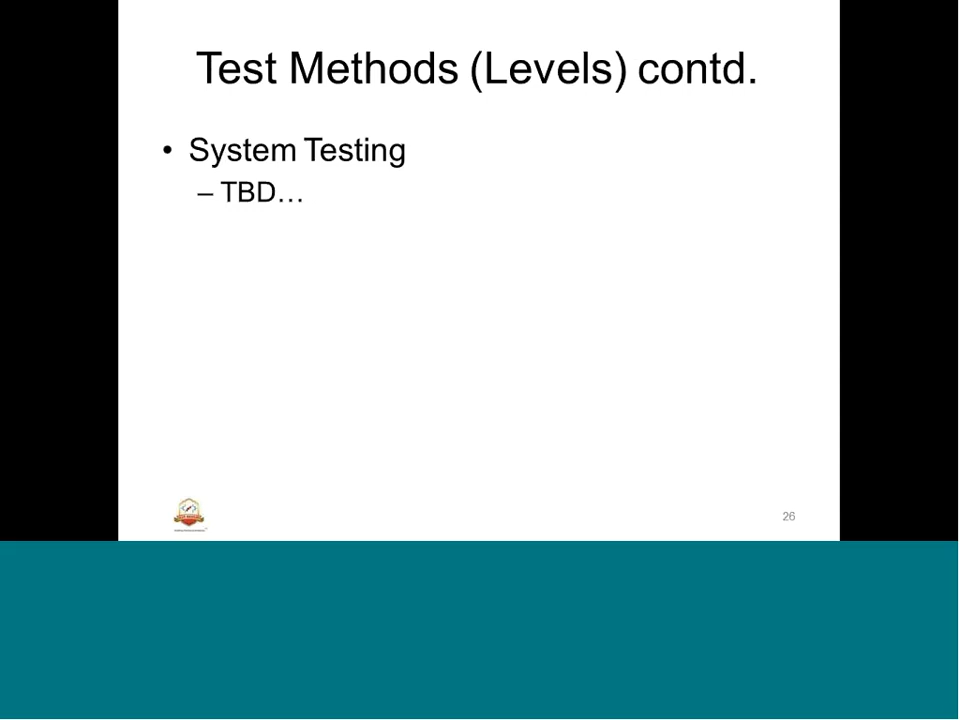 Test Methods (Levels) contd.
• System Testing
– TBD…
26